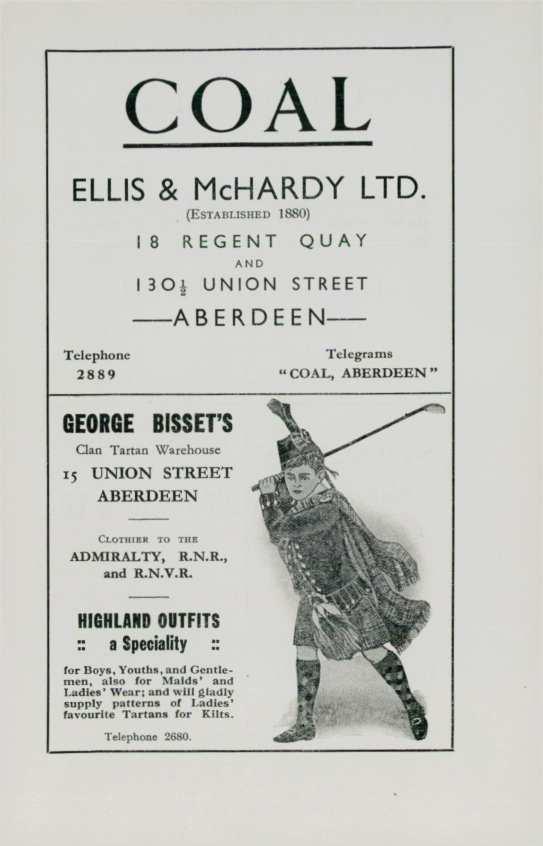 COAL
ELLIS & McHARDY LTD.
(ESTABLISHED 1880)
18 REGENT QUAY
AND
130½ UNION STREET
—ABERDEEN—
Telephone
2889
Telegrams
"COAL, ABERDEEN"
GEORGE BISSET'S
Clan Tartan Warehouse
15 UNION STREET
ABERDEEN
CLOTHIER TO THE
ADMIRALTY, R.N.R.,
and R.N.V.R.
HIGHLAND OUTFITS
:: a Speciality ::
for Boys, Youths, and Gentle-
men, also for Maids' and
Ladies' Wear; and will gladly
supply patterns of Ladies'
favourite Tartans for Kilts.
Telephone 2680.